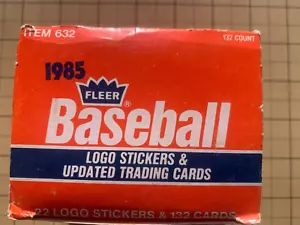 ITEM 632 132 COUNT
1985
FLEER®
Baseball
LOGO STICKERS &
UPDATED TRADING CARDS
22 LOGO STICKERS & 132 CARDS